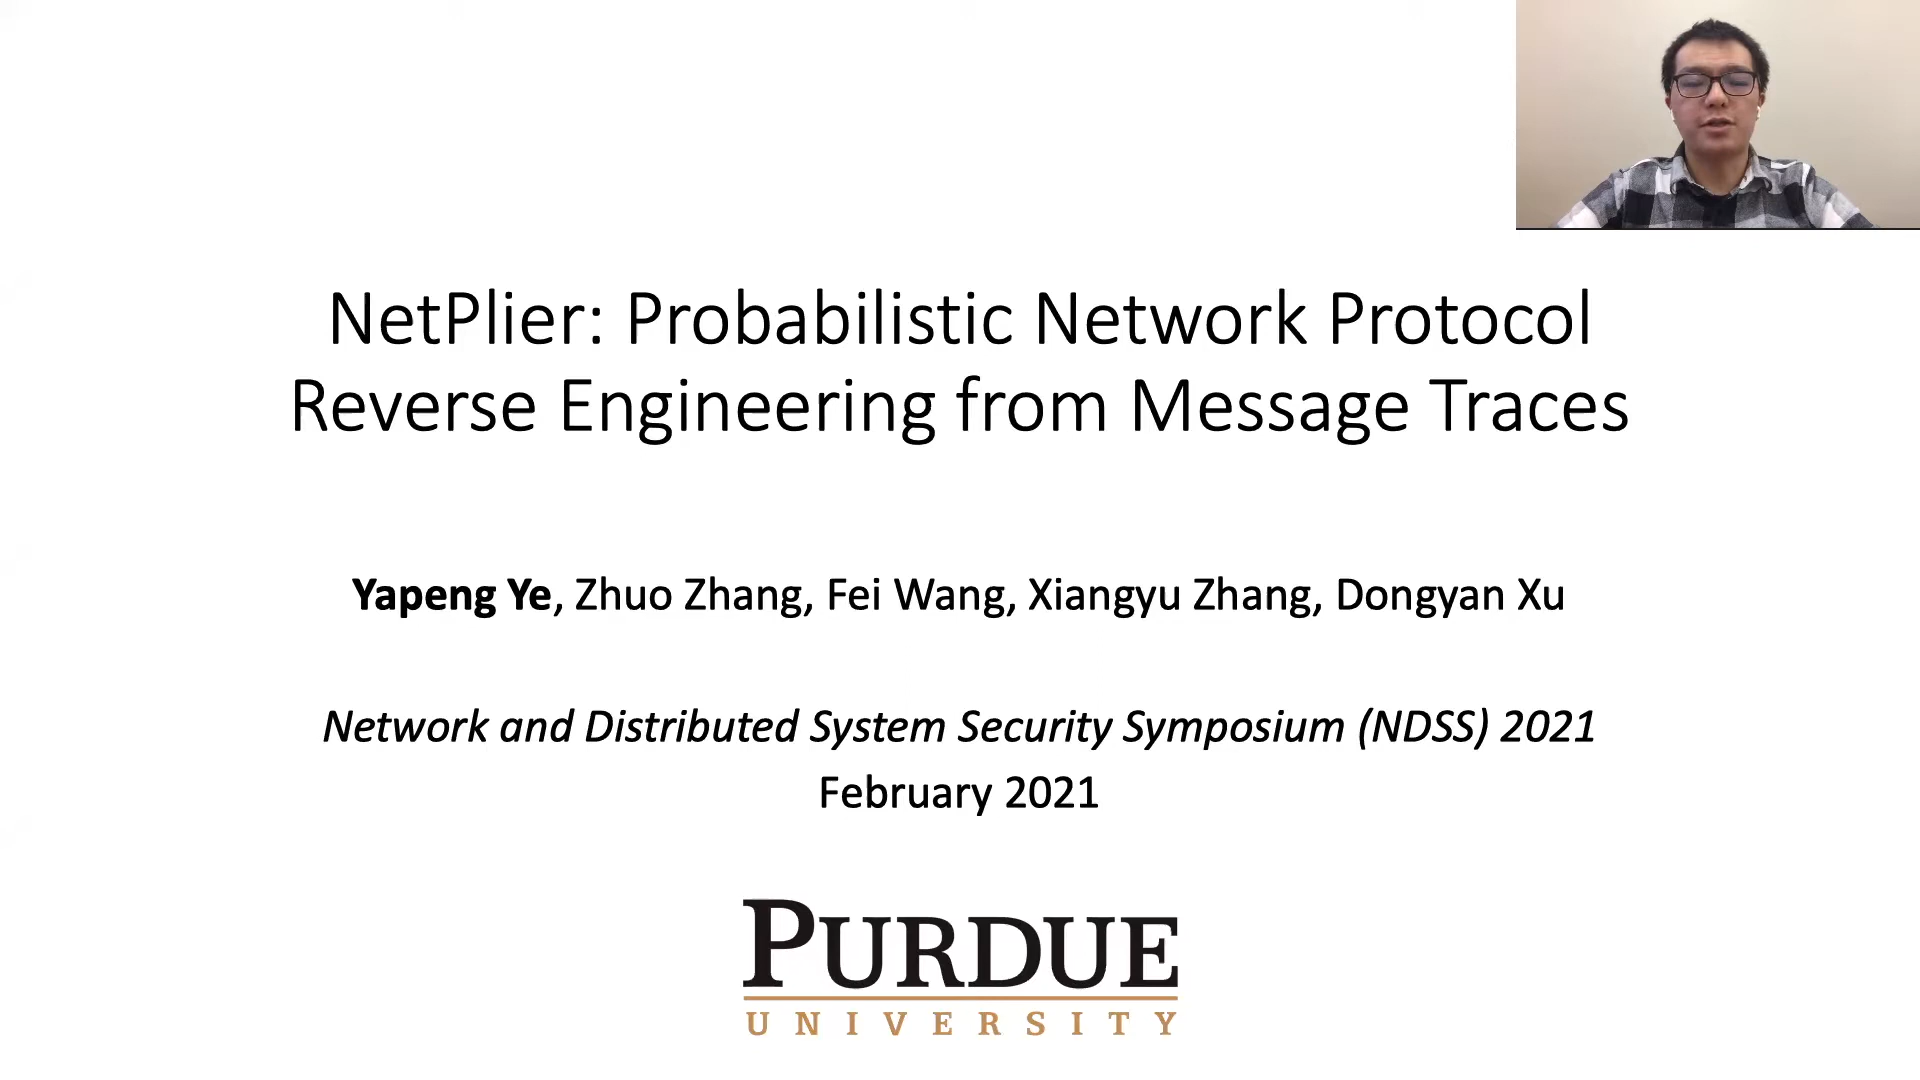 NetPlier: Probabilistic Network Protocol
Reverse Engineering from Message Traces
Yapeng Ye, Zhuo Zhang, Fei Wang, Xiangyu Zhang, Dongyan Xu
Network and Distributed System Security Symposium (NDSS) 2021
February 2021
PURDUE
UNIVERSITY